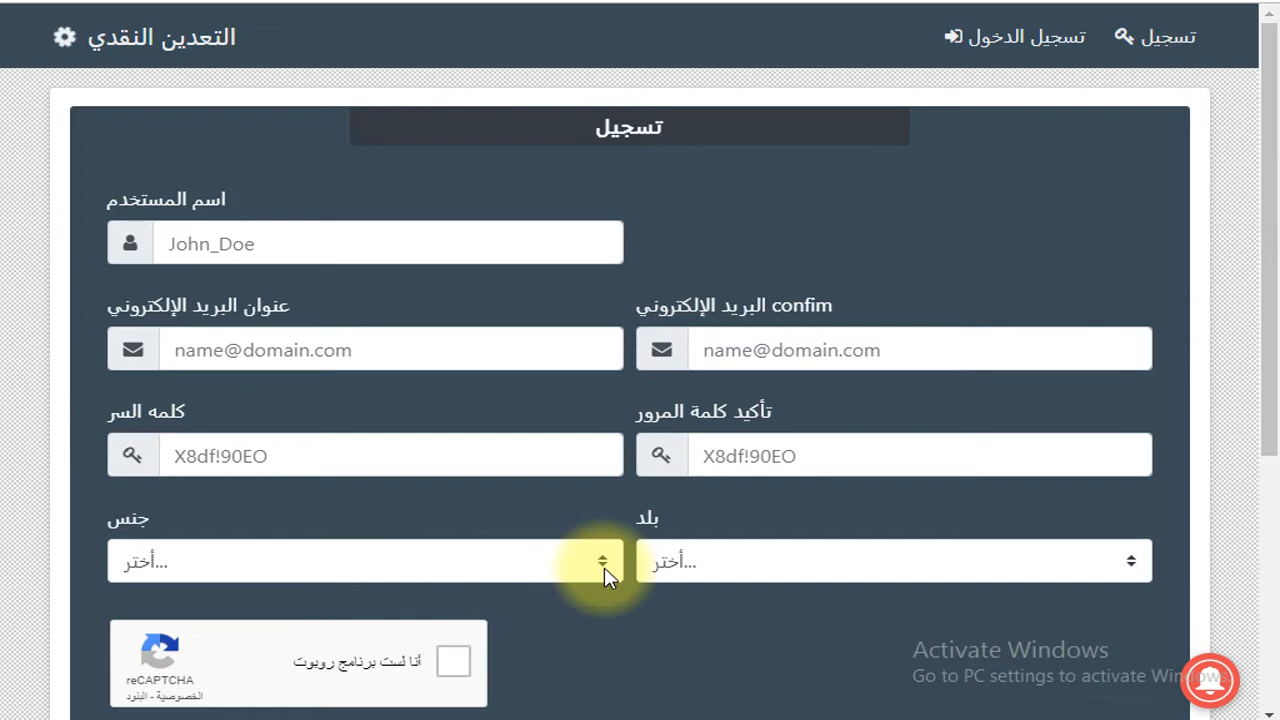 التعدين النقدي
تسجيل الدخول
تسجيل
تسجيل
اسم المستخدم
John_Doe
عنوان البريد الإلكتروني
confim البريد الإلكتروني
name@domain.com
name@domain.com
كلمه السر
تأكيد كلمة المرور
X8df!90EO
X8df!90EO
جنس
بلد
أختر...
أختر...
أنا لست برنامج روبوت
reCAPTCHA
الخصوصية - البنود
Activate Windows
Go to PC settings to activate Windows.